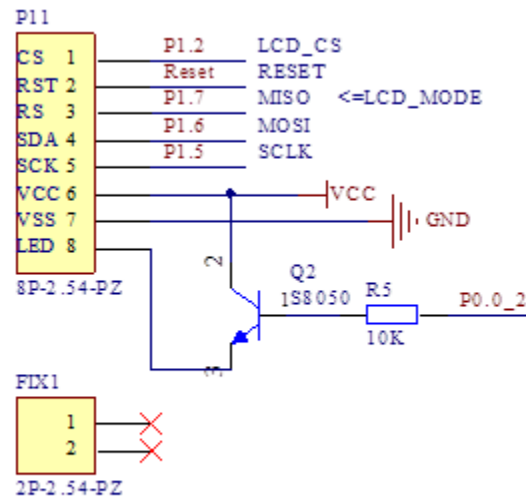 P11
CS 1 P1.2 LCD_CS
RST 2 Reset RESET
RS 3 P1.7 MISO <=LCD_MODE
SDA 4 P1.6 MOSI
SCK 5 P1.5 SCLK
VCC 6 VCC
VSS 7 GND
LED 8
8P-2.54-PZ
2
Q2
1 S8050
R5
P0.0_2
10K
3
FIX1
1
2
2P-2.54-PZ